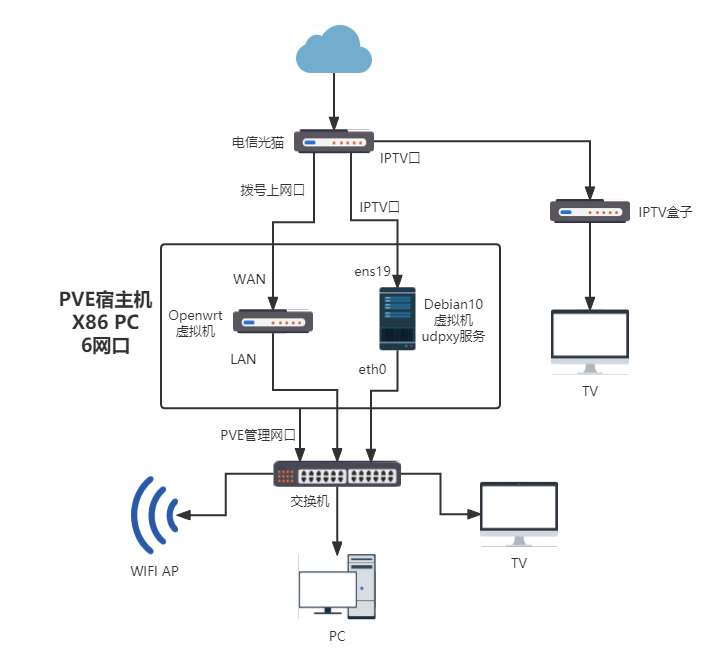 电信光猫
IPTV口
拨号上网口
IPTV口
IPTV盒子
WAN
ens19
PVE宿主机
X86 PC
6网口
Openwrt
虚拟机
Debian10
虚拟机
udpxy服务
LAN
eth0
TV
PVE管理网口
交换机
WIFI AP
TV
PC